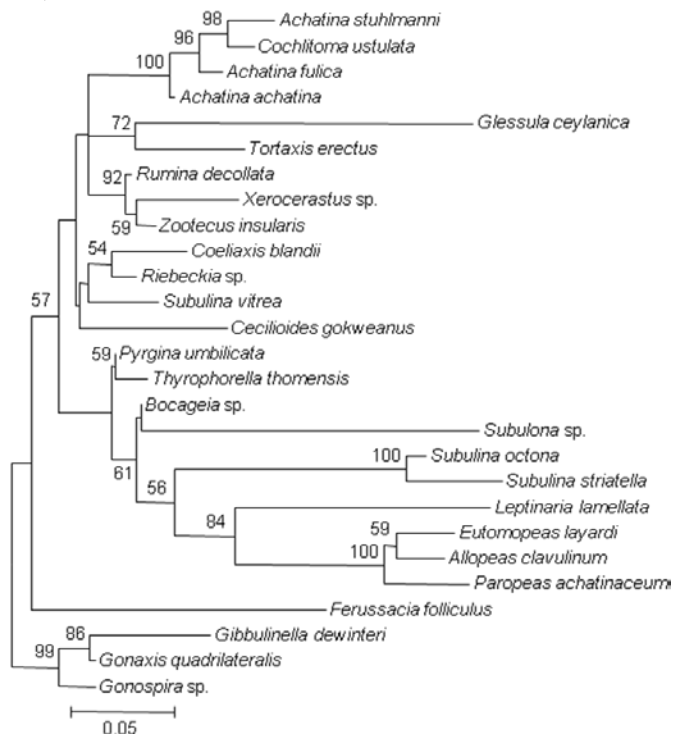 98 Achatina stuhlmanni
96 Cochlitoma ustulata
100 Achatina fulica
Achatina achatina
72 Glessula ceylanica
Tortaxis erectus
92 Rumina decollata
Xerocerastus sp.
59 Zootecus insularis
54 Coeliaxis blandii
Riebeckia sp.
57 Subulina vitrea
Cecilioides gokweanus
59 Pyrgina umbilicata
Thyrophorella thomensis
Bocageia sp.
Subulona sp.
61 100 Subulina octona
56 Subulina striatella
84 Leptinaria lamellata
59 Eutomopeas layardi
100 Allopeas clavulinum
Paropeas achatinaceum
Ferussacia folliculus
86 Gibbulinella dewinteri
99 Gonaxis quadrilateralis
Gonospira sp.
0.05